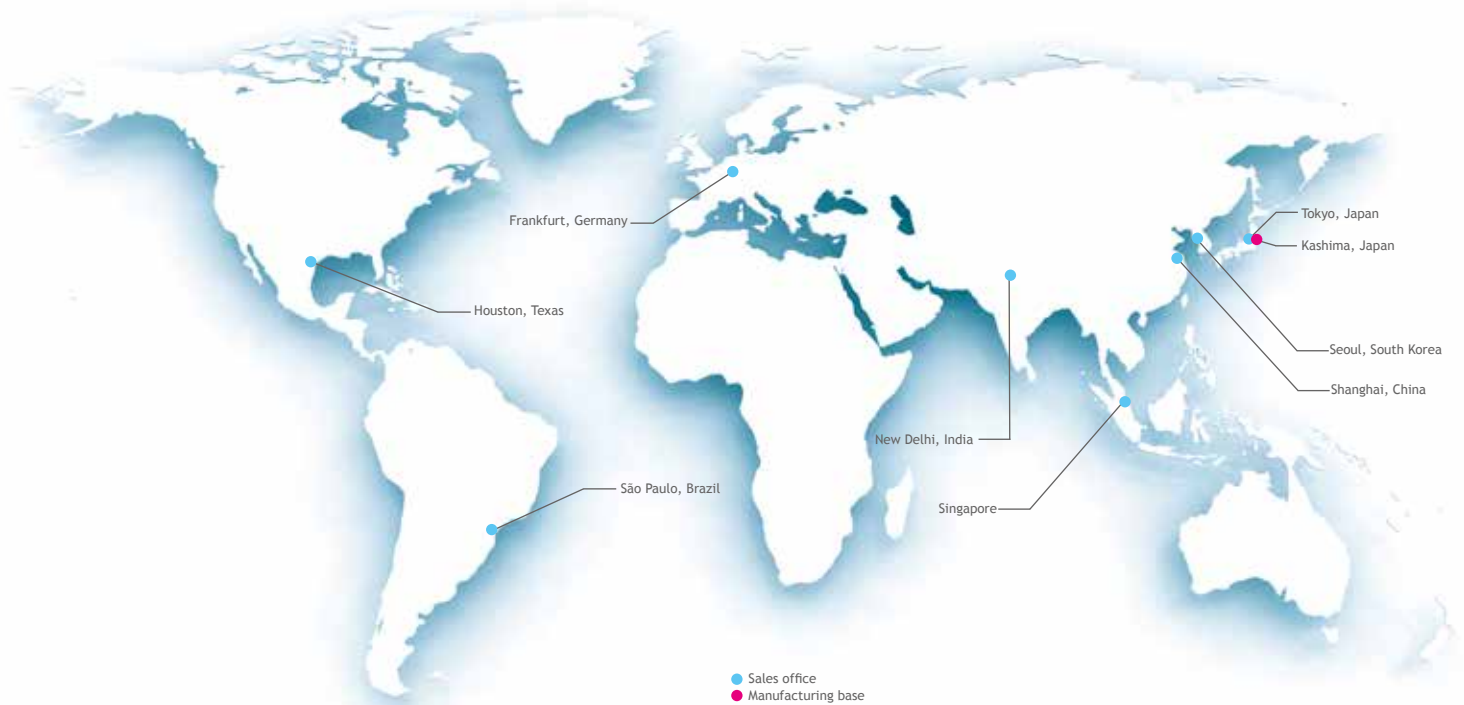 Frankfurt, Germany
Tokyo, Japan
Kashima, Japan
Houston, Texas
Seoul, South Korea
Shanghai, China
New Delhi, India
São Paulo, Brazil
Singapore
Sales office
Manufacturing base